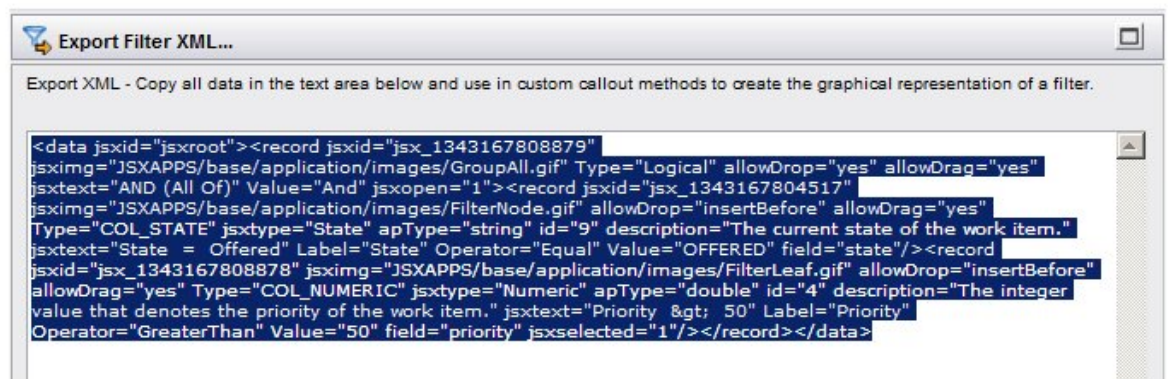 Export Filter XML...
Export XML - Copy all data in the text area below and use in custom callout methods to create the graphical representation of a filter.
<data jsxid="jsxroot"><record jsxid="jsx_1343167808879"
jsximg="JSXAPPS/base/application/images/GroupAll.gif" Type="Logical" allowDrop="yes" allowDrag="yes"
jsxtext="AND (All Of)" Value="And" jsxopen="1"><record jsxid="jsx_1343167804517"
jsximg="JSXAPPS/base/application/images/FilterNode.gif" allowDrop="insertBefore" allowDrag="yes"
Type="COL_STATE" jsxtype="State" apType="string" id="9" description="The current state of the work item."
jsxtext="State  =  Offered" Label="State" Operator="Equal" Value="OFFERED" field="state"/><record
jsxid="jsx_1343167808878" jsximg="JSXAPPS/base/application/images/FilterLeaf.gif" allowDrop="insertBefore"
allowDrag="yes" Type="COL_NUMERIC" jsxtype="Numeric" apType="double" id="4" description="The integer
value that denotes the priority of the work item." jsxtext="Priority  &gt;  50" Label="Priority"
Operator="GreaterThan" Value="50" field="priority" jsxselected="1"/></record></data>